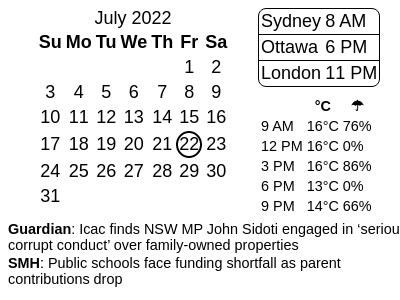 July 2022
Su Mo Tu We Th Fr Sa
1 2
3 4 5 6 7 8 9
10 11 12 13 14 15 16
17 18 19 20 21 22 23
24 25 26 27 28 29 30
31
Sydney 8 AM
Ottawa 6 PM
London 11 PM
°C ☂
9 AM 16°C 76%
12 PM 16°C 0%
3 PM 16°C 86%
6 PM 13°C 0%
9 PM 14°C 66%
Guardian: Icac finds NSW MP John Sidoti engaged in ‘seriou
corrupt conduct’ over family-owned properties
SMH: Public schools face funding shortfall as parent
contributions drop